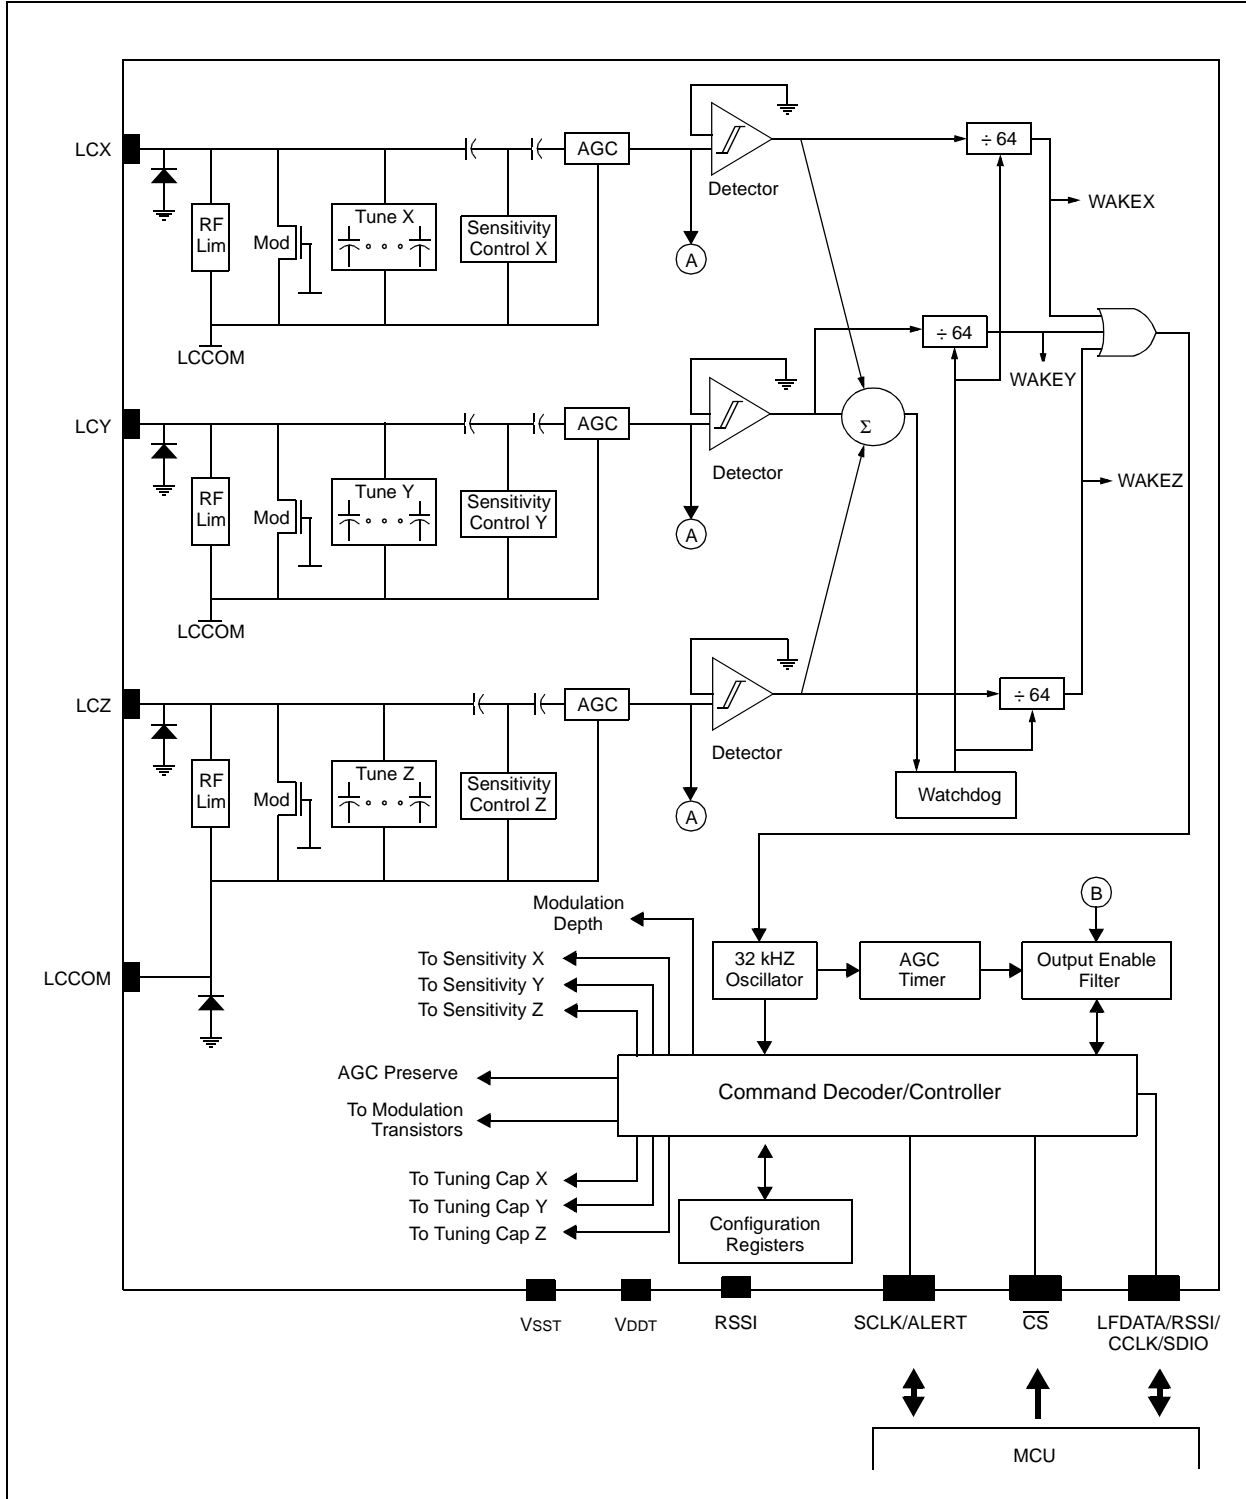 LCX
RF
Lim
Mod
Tune X
Sensitivity
Control X
AGC
Detector
A
÷ 64
WAKEX
LCCOM
÷ 64
WAKEY
LCY
RF
Lim
Mod
Tune Y
Sensitivity
Control Y
AGC
Detector
A
Σ
WAKEZ
LCCOM
LCZ
RF
Lim
Mod
Tune Z
Sensitivity
Control Z
AGC
Detector
A
÷ 64
Watchdog
LCCOM
Modulation
Depth
To Sensitivity X
To Sensitivity Y
To Sensitivity Z
B
32 kHZ
Oscillator
AGC
Timer
Output Enable
Filter
AGC Preserve
To Modulation
Transistors
Command Decoder/Controller
To Tuning Cap X
To Tuning Cap Y
To Tuning Cap Z
Configuration
Registers
VSST
VDDT
RSSI
SCLK/ALERT
CS
LFDATA/RSSI/
CCLK/SDIO
MCU